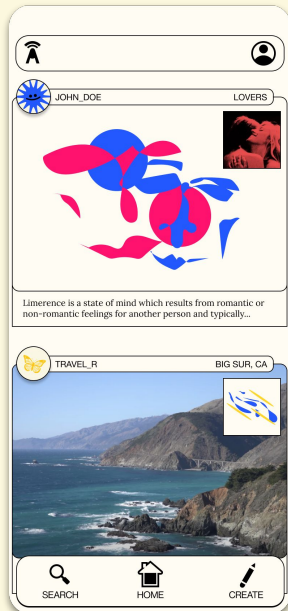 JOHN_DOE LOVERS
Limerence is a state of mind which results from romantic or
non-romantic feelings for another person and typically...
TRAVEL_R BIG SUR, CA
SEARCH HOME CREATE